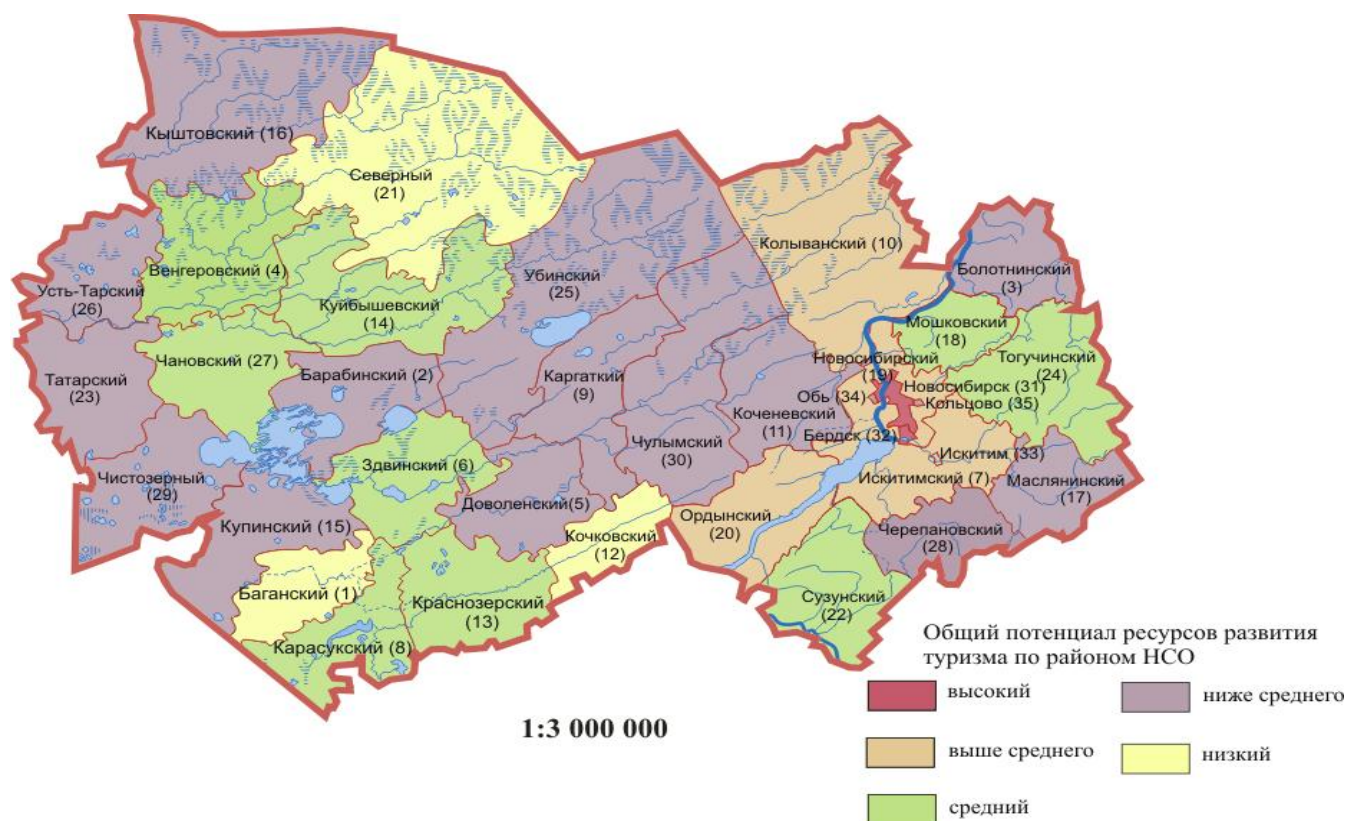 Кыштовский (16)
Северный
(21)
Колыванский (10)
Болотнинский
(3)
Венгеровский (4)
Убинский
(25)
Усть-Тарский
(26)
Куибышевский
(14)
Мошковский
(18)
Тогучинский
(24)
Чановский (27)
Новосибирский
(19)
Татарский
(23)
Барабинский (2)
Каргаткий
(9)
Новосибирск (31)
Обь (34)
Кольцово (35)
Коченевский
(11)
Бердск (32)
Чулымский
(30)
Здвинский (6)
Искитим (33)
Чистозерный
(29)
Искитимский (7)
Маслянинский
(17)
Доволенский(5)
Ордынский
(20)
Купинский (15)
Черепановский
(28)
Кочковский
(12)
Баганский (1)
Краснозерский
(13)
Сузунский
(22)
Карасукский (8)
Общий потенциал ресурсов развития
туризма по районом НСО
высокий
ниже среднего
выше среднего
низкий
средний
1:3 000 000